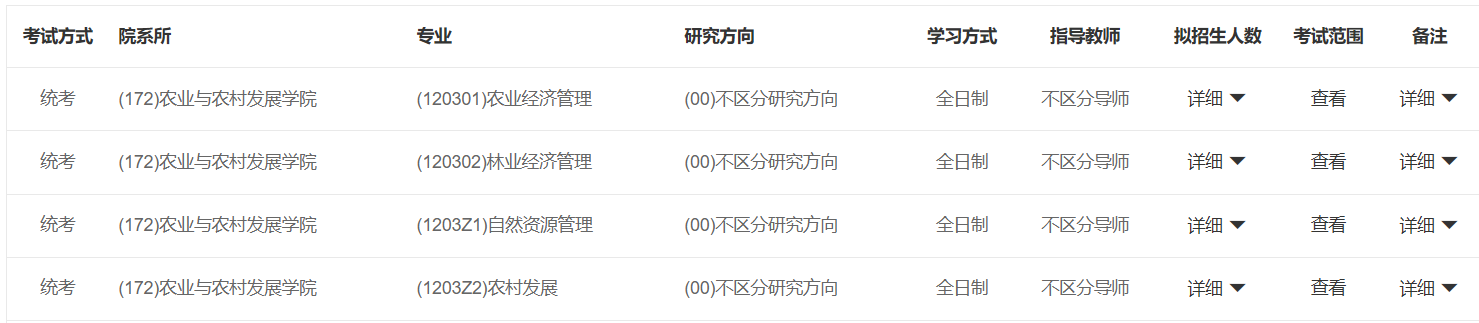 考试方式 院系所 专业 研究方向 学习方式 指导教师 拟招生人数 考试范围 备注
统考 (172)农业与农村发展学院 (120301)农业经济管理 (00)不区分研究方向 全日制 不区分导师 详细 查看 详细
统考 (172)农业与农村发展学院 (120302)林业经济管理 (00)不区分研究方向 全日制 不区分导师 详细 查看 详细
统考 (172)农业与农村发展学院 (1203Z1)自然资源管理 (00)不区分研究方向 全日制 不区分导师 详细 查看 详细
统考 (172)农业与农村发展学院 (1203Z2)农村发展 (00)不区分研究方向 全日制 不区分导师 详细 查看 详细